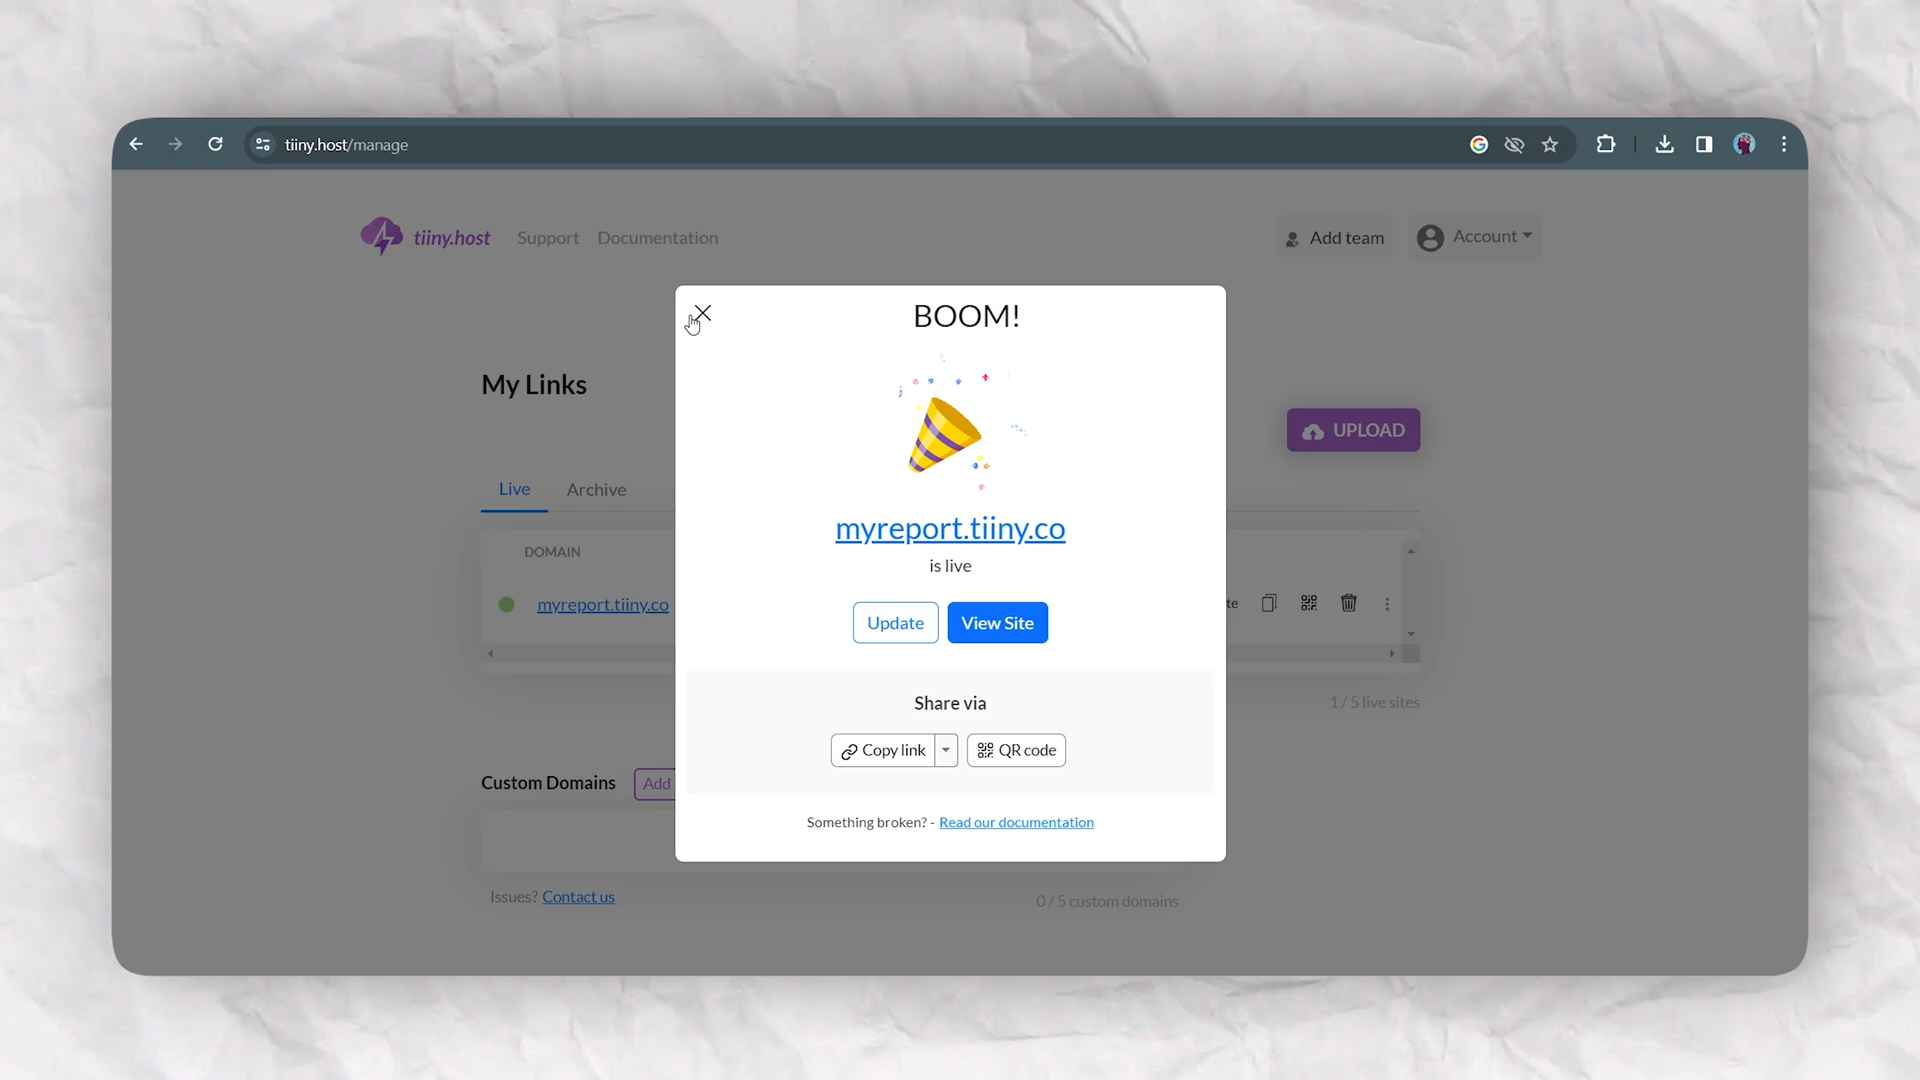 tiiny.host/manage
tiiny.host Support Documentation
Add team Account
BOOM!
My Links
UPLOAD
Live Archive
DOMAIN
myreport.tiiny.co
is live
myreport.tiiny.co
Update View Site
1 / 5 live sites
Share via
Copy link QR code
Custom Domains Add
Something broken? - Read our documentation
Issues? Contact us
0 / 5 custom domains